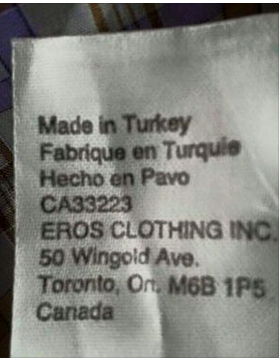 Made in Turkey
Fabrique en Turquie
Hecho en Pavo
CA33223
EROS CLOTHING INC.
50 Wingold Ave.
Toronto, On. M6B 1P5
Canada